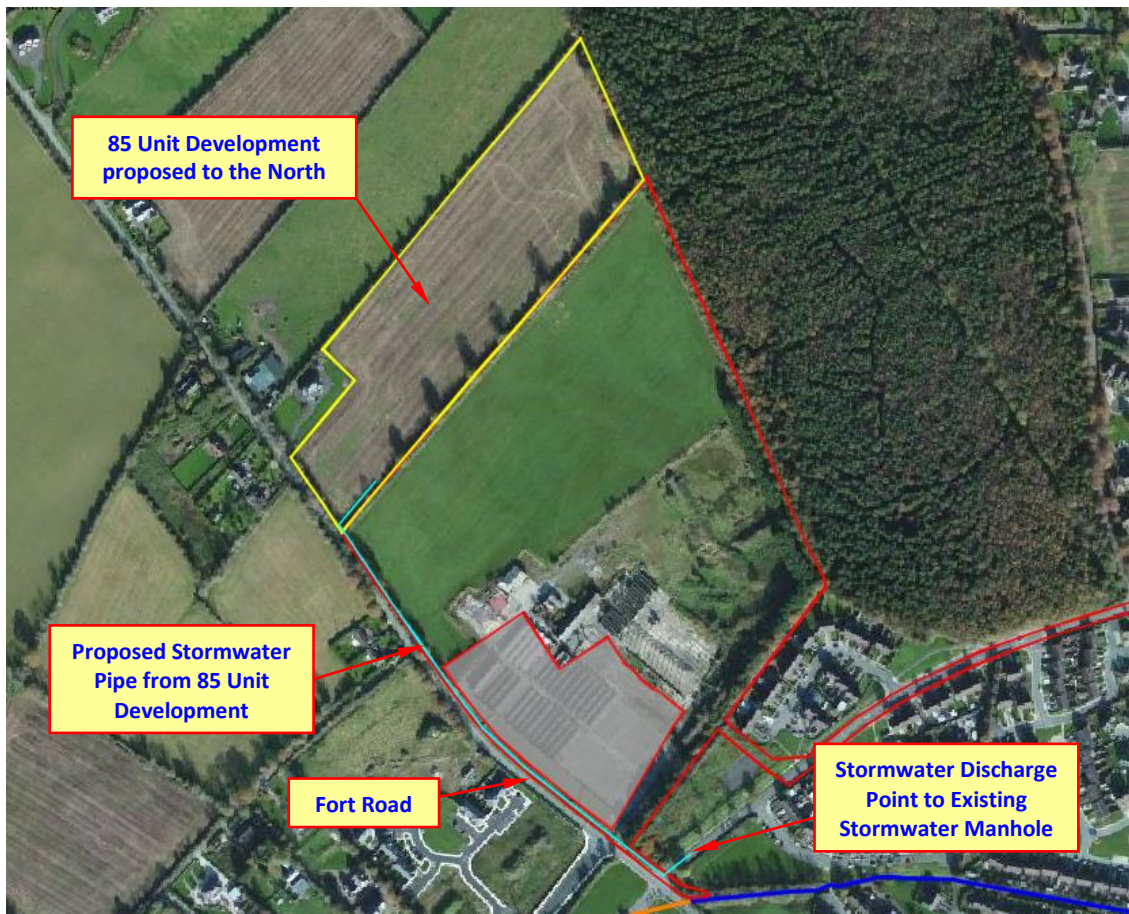 85 Unit Development
proposed to the North
Proposed Stormwater
Pipe from 85 Unit
Development
Fort Road
Stormwater Discharge
Point to Existing
Stormwater Manhole